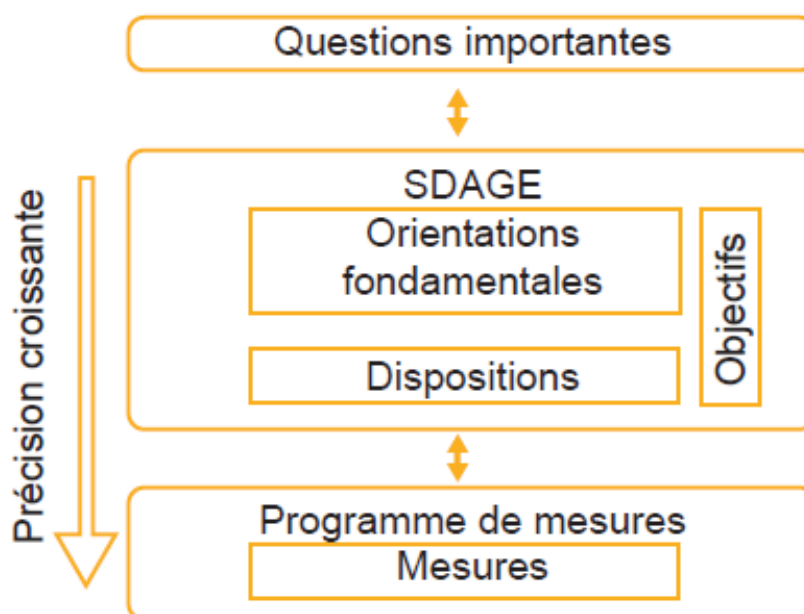 Questions importantes
Précision croissante
SDAGE
Orientations
fondamentales
Objectifs
Dispositions
Programme de mesures
Mesures